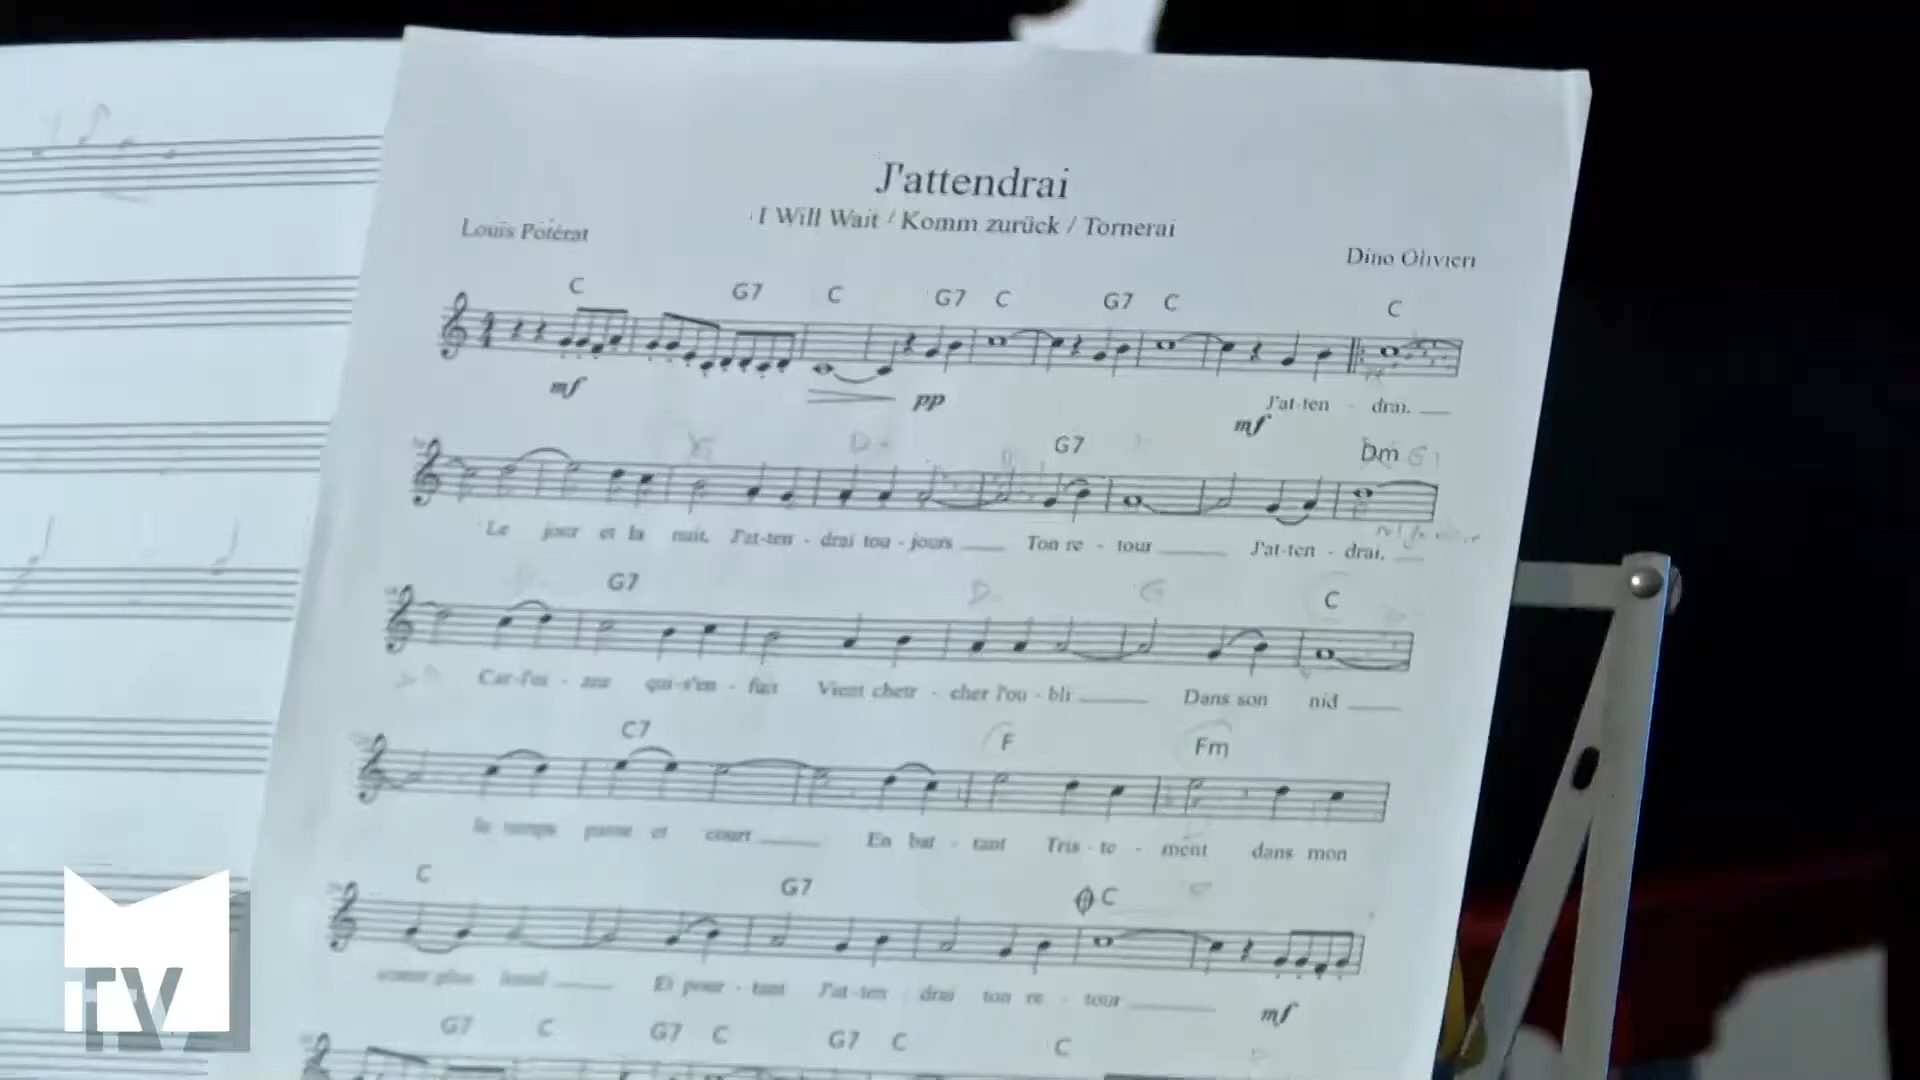 J'attendrai
I Will Wait / Komm zurück / Tornerai
Louis Potérat
Dino Olivieri
C G7 C G7 C G7 C C
mf pp mf
J'at-ten - drai.
G7 Dm
Le jour et la nuit, J'at-ten - drai tou - jours Ton re - tour J'at-ten - drai,
G7 C
Car l'oi - seau qui s'en - fuit Vient cher - cher l'ou - bli Dans son nid
C7 F Fm
le temps passe et court En bat - tant Tris - te - ment dans mon
C G7 C
Et pour - tant J'at-ten - drai ton re - tour
mf
G7 C G7 C G7 C C
TV